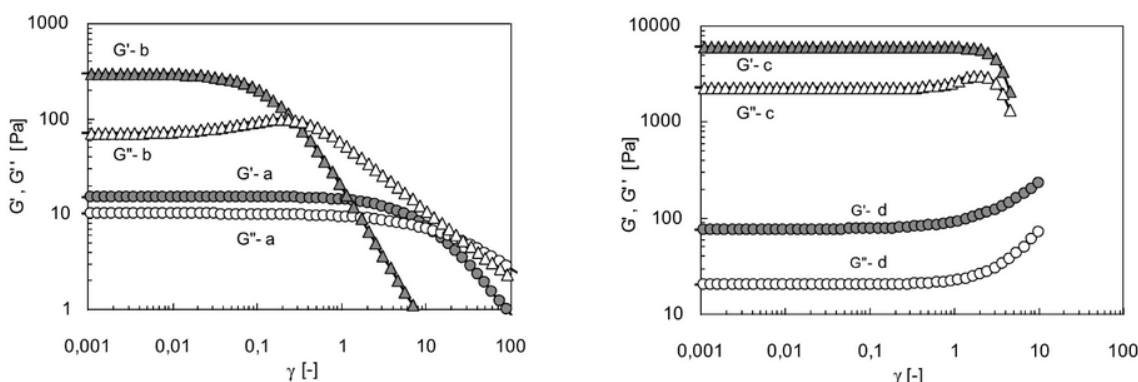 1000
G'- b
100
G', G'' [Pa]
G''- b
G'- a
10
G''- a
1
0,001
0,01
0,1
1
10
100
γ [-]
10000
G'- c
G''- c
1000
G', G'' [Pa]
100
G'- d
G''- d
10
0,001
0,01
0,1
1
10
100
γ [-]